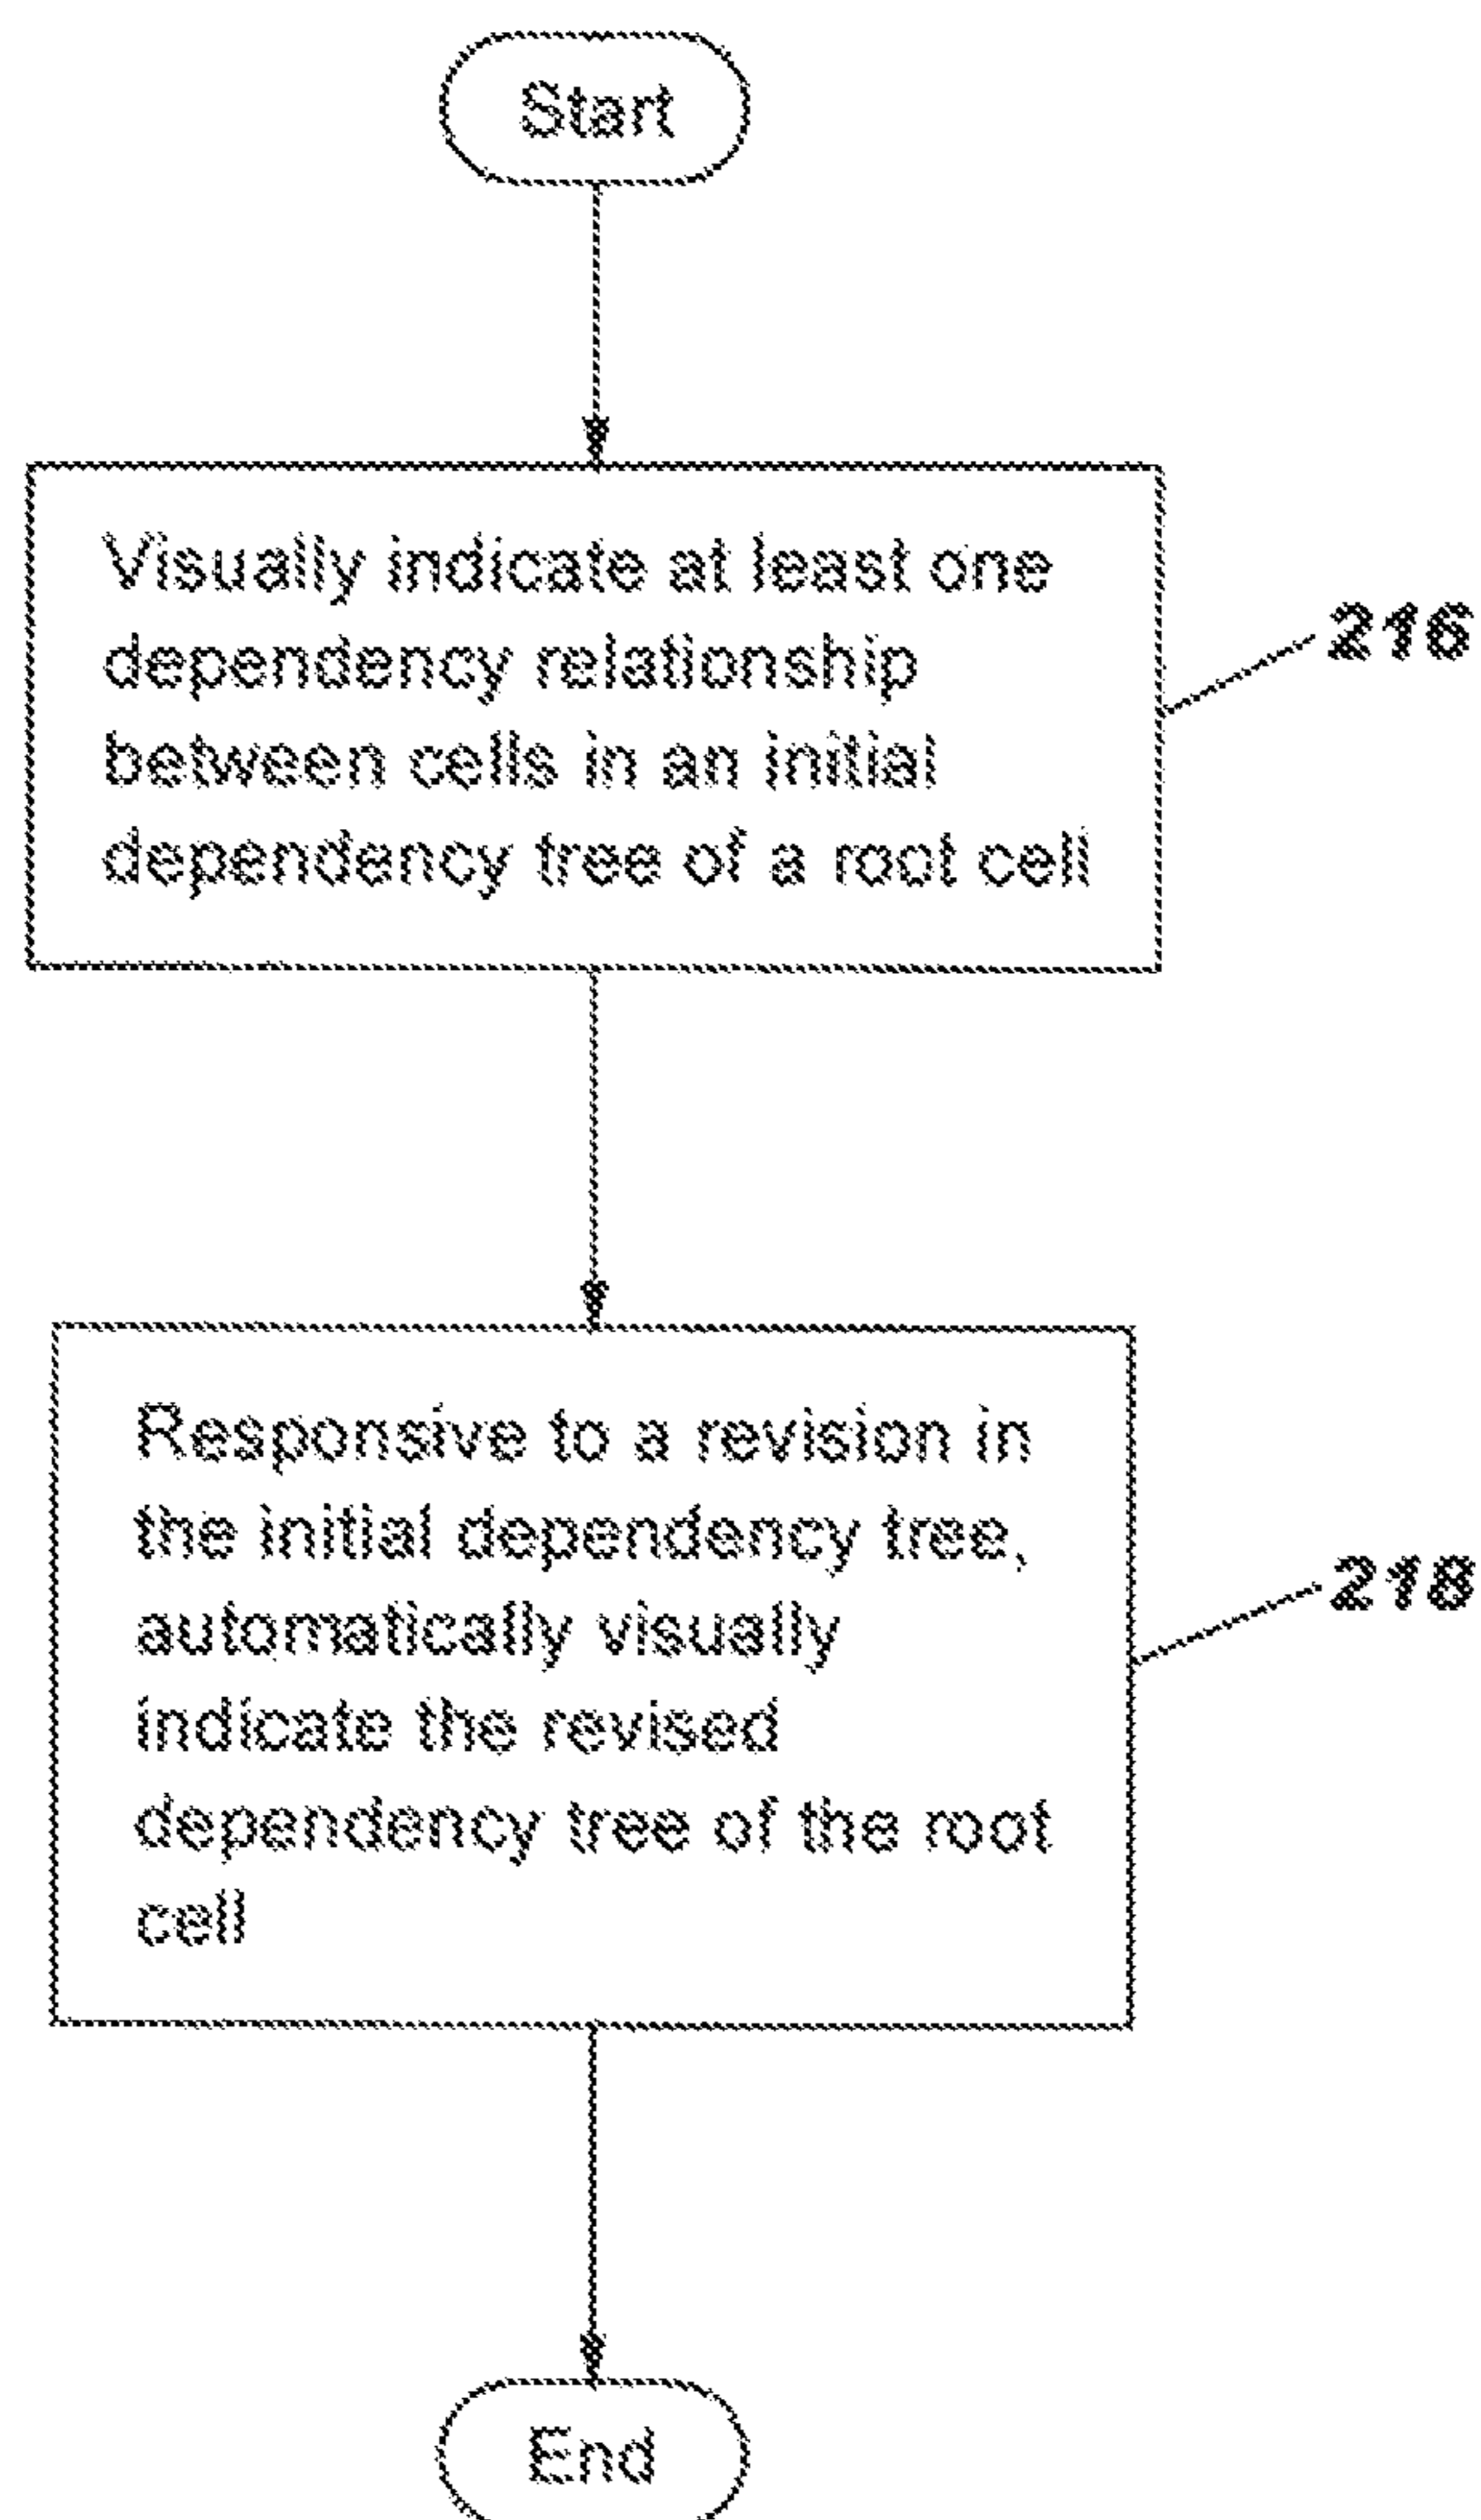 Start
Visually indicate at least one
dependency relationship
between cells in an initial
dependency tree of a root cell
216
Responsive to a revision in
the initial dependency tree,
automatically visually
indicate the revised
dependency tree of the root
cell
218
End